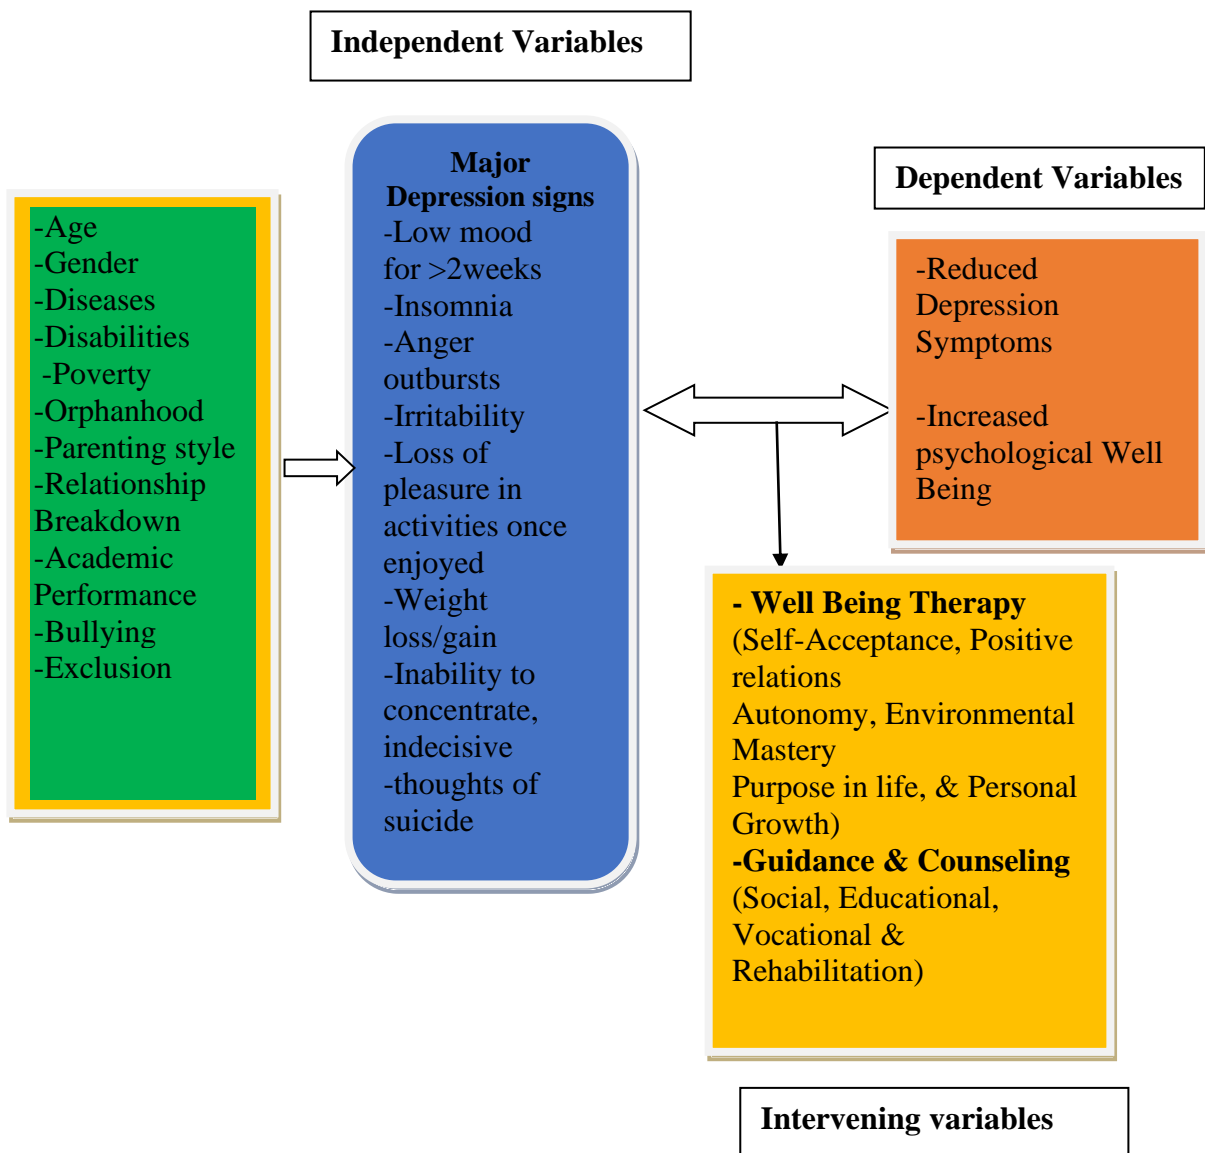 Independent Variables
-Age
-Gender
-Diseases
-Disabilities
-Poverty
-Orphanhood
-Parenting style
-Relationship
Breakdown
-Academic
Performance
-Bullying
-Exclusion
Major
Depression signs
-Low mood
for >2weeks
-Insomnia
-Anger
outbursts
-Irritability
-Loss of
pleasure in
activities once
enjoyed
-Weight
loss/gain
-Inability to
concentrate,
indecisive
-thoughts of
suicide
Dependent Variables
-Reduced
Depression
Symptoms
-Increased
psychological Well
Being
- Well Being Therapy
(Self-Acceptance, Positive
relations
Autonomy, Environmental
Mastery
Purpose in life, & Personal
Growth)
-Guidance & Counseling
(Social, Educational,
Vocational &
Rehabilitation)
Intervening variables